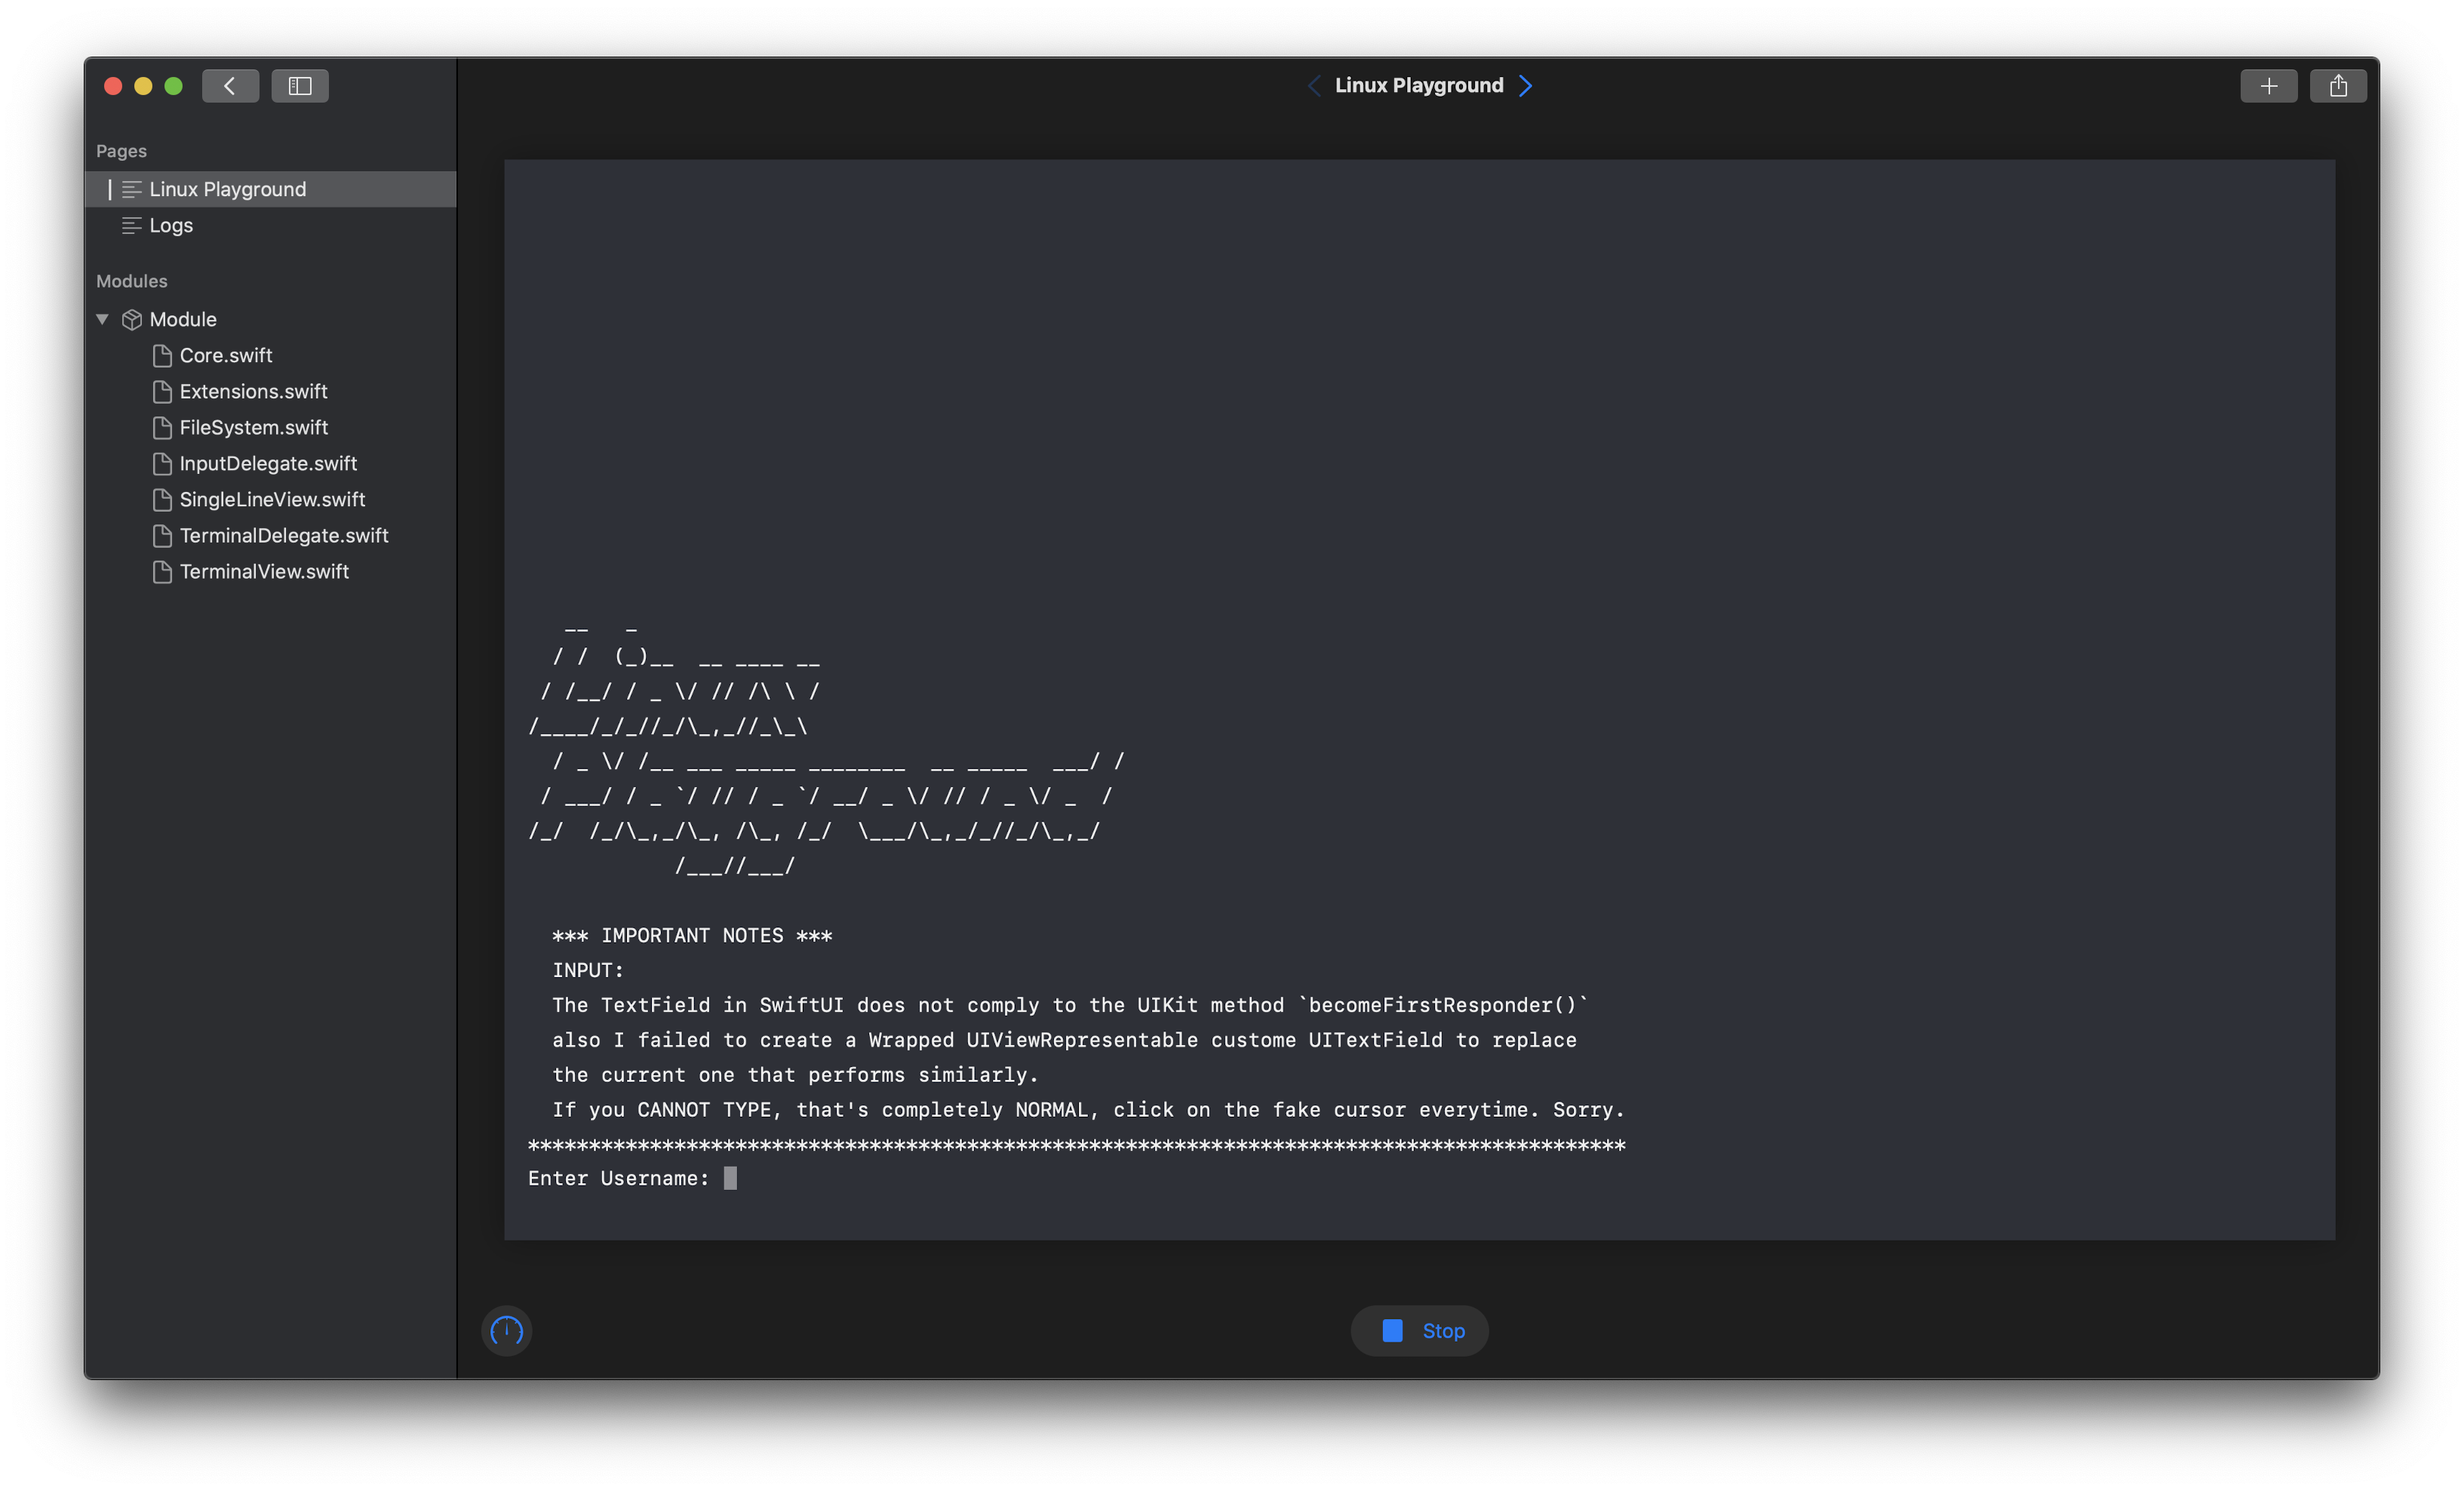 Linux Playground
Pages
Linux Playground
Logs
Modules
Module
Core.swift
Extensions.swift
FileSystem.swift
InputDelegate.swift
SingleLineView.swift
TerminalDelegate.swift
TerminalView.swift
   __   _
  / /  (_)__  __ ____ __
 / /__/ / _ \/ // /\ \ /
/____/_/_//_/\_,_//_\_\
  / _ \/ /__ ___ _____ ________  __ _____  ___/ /
 / ___/ / _ `/ // / _ `/ __/ _ \/ // / _ \/ _  /
/_/  /_/\_,_/\_, /\_, /_/  \___/\_,_/_//_/\_,_/
            /___//___/
*** IMPORTANT NOTES ***
INPUT:
The TextField in SwiftUI does not comply to the UIKit method `becomeFirstResponder()`
also I failed to create a Wrapped UIViewRepresentable custome UITextField to replace
the current one that performs similarly.
If you CANNOT TYPE, that's completely NORMAL, click on the fake cursor everytime. Sorry.
******************************************************************************************
Enter Username:
Stop